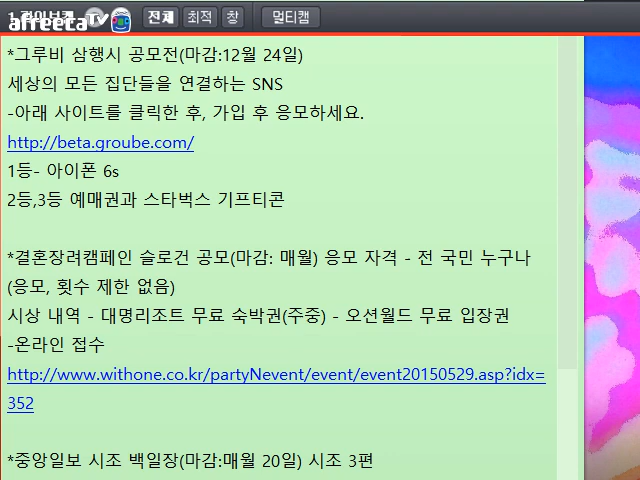 afreeca TV
전체 최적 창 멀티캠
*그루비 삼행시 공모전(마감:12월 24일)
세상의 모든 집단들을 연결하는 SNS
-아래 사이트를 클릭한 후, 가입 후 응모하세요.
http://beta.groube.com/
1등- 아이폰 6s
2등,3등 예매권과 스타벅스 기프티콘
*결혼장려캠페인 슬로건 공모(마감: 매월) 응모 자격 - 전 국민 누구나
(응모, 횟수 제한 없음)
시상 내역 - 대명리조트 무료 숙박권(주중) - 오션월드 무료 입장권
-온라인 접수
http://www.withone.co.kr/partyNevent/event/event20150529.asp?idx=
352
*중앙일보 시조 백일장(마감:매월 20일) 시조 3편